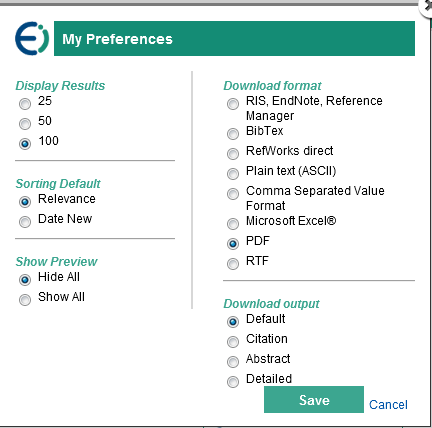 My Preferences
Display Results
25
50
100
Sorting Default
Relevance
Date New
Show Preview
Hide All
Show All
Download format
RIS, EndNote, Reference
Manager
BibTex
RefWorks direct
Plain text (ASCII)
Comma Separated Value
Format
Microsoft Excel®
PDF
RTF
Download output
Default
Citation
Abstract
Detailed
Save
Cancel